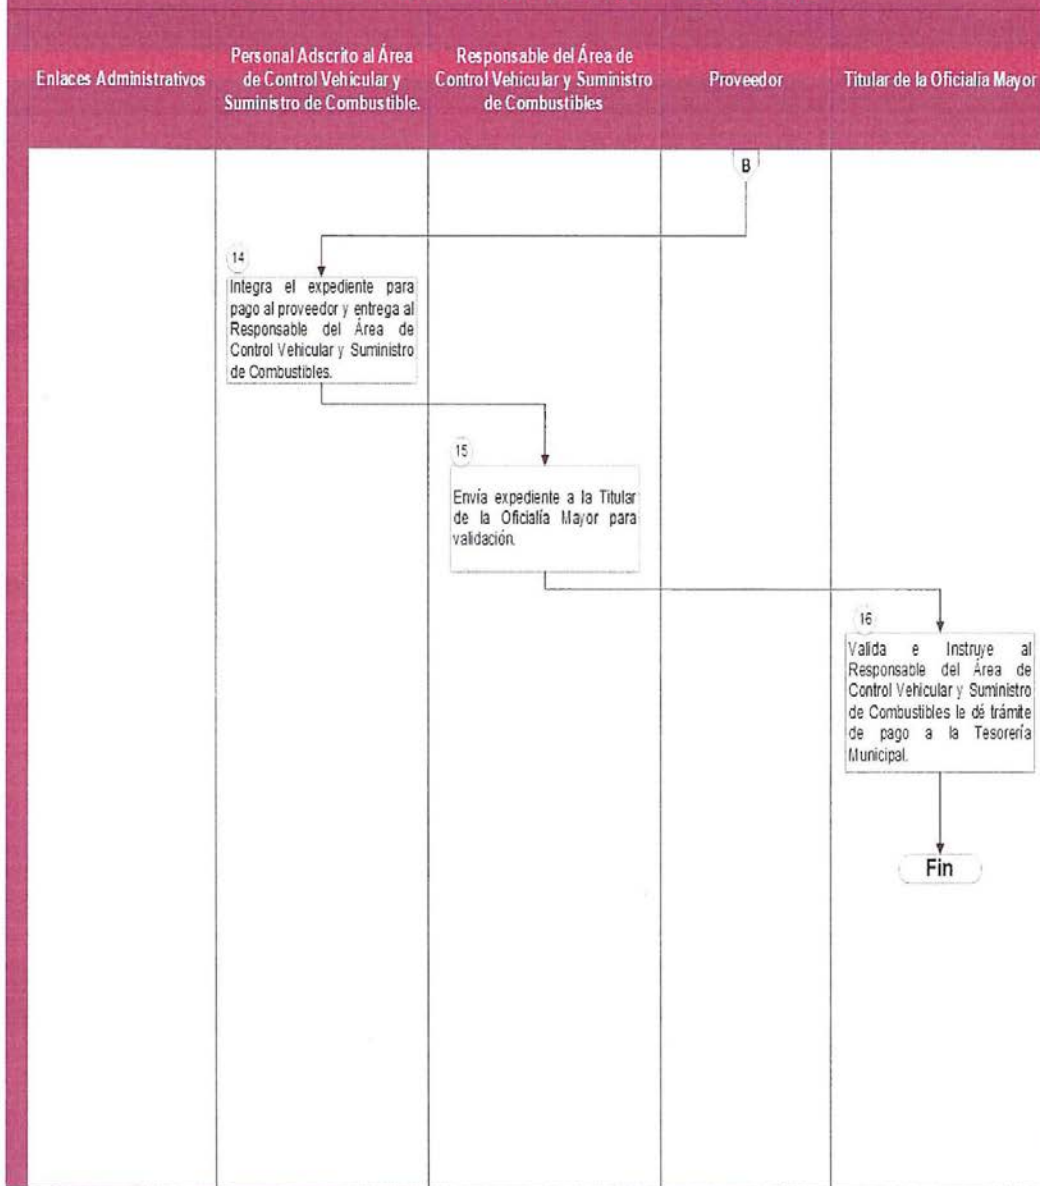 Enlaces Administrativos
Personal Adscrito al Área
de Control Vehicular y
Suministro de Combustible.
Responsable del Área de
Control Vehicular y Suministro
de Combustibles
Proveedor
Titular de la Oficialia Mayor
B
14
Integra el expediente para
pago al proveedor y entrega al
Responsable del Área de
Control Vehicular y Suministro
de Combustibles.
15
Envía expediente a la Titular
de la Oficialía Mayor para
validación.
16
Valida e Instruye al
Responsable del Área de
Control Vehicular y Suministro
de Combustibles le dé trámite
de pago a la Tesorería
Municipal.
Fin